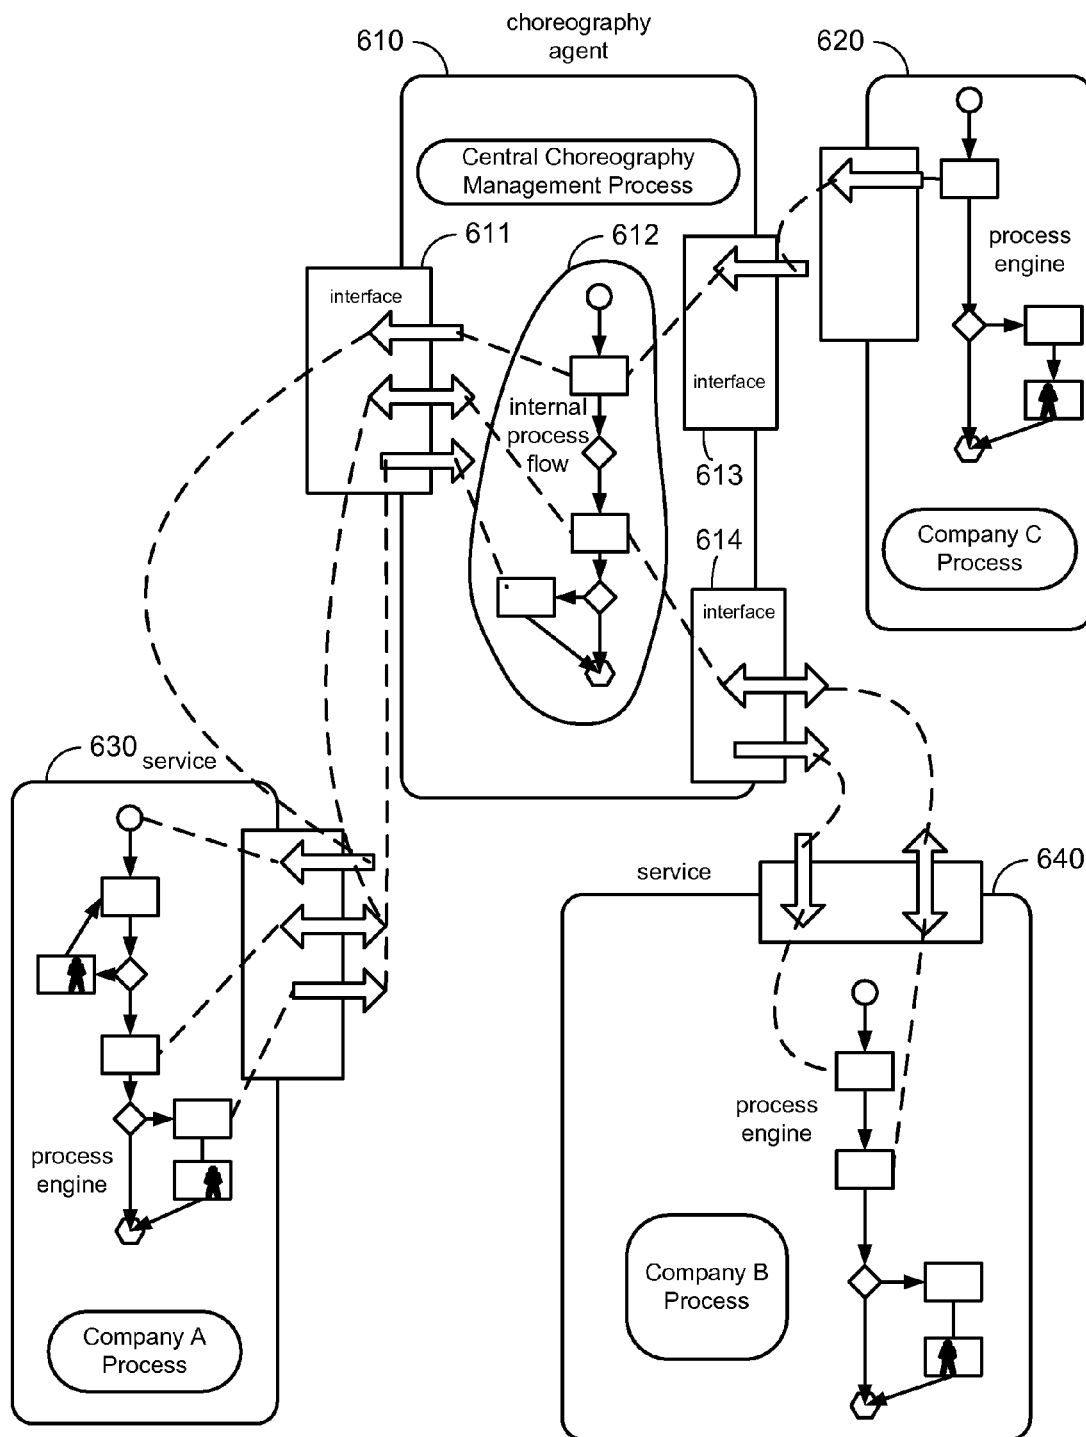 choreography
agent
610
620
Central Choreography
Management Process
611
612
interface
process
engine
interface
internal
process
flow
613
614
interface
Company C
Process
630
service
service
640
process
engine
process
engine
Company B
Process
Company A
Process